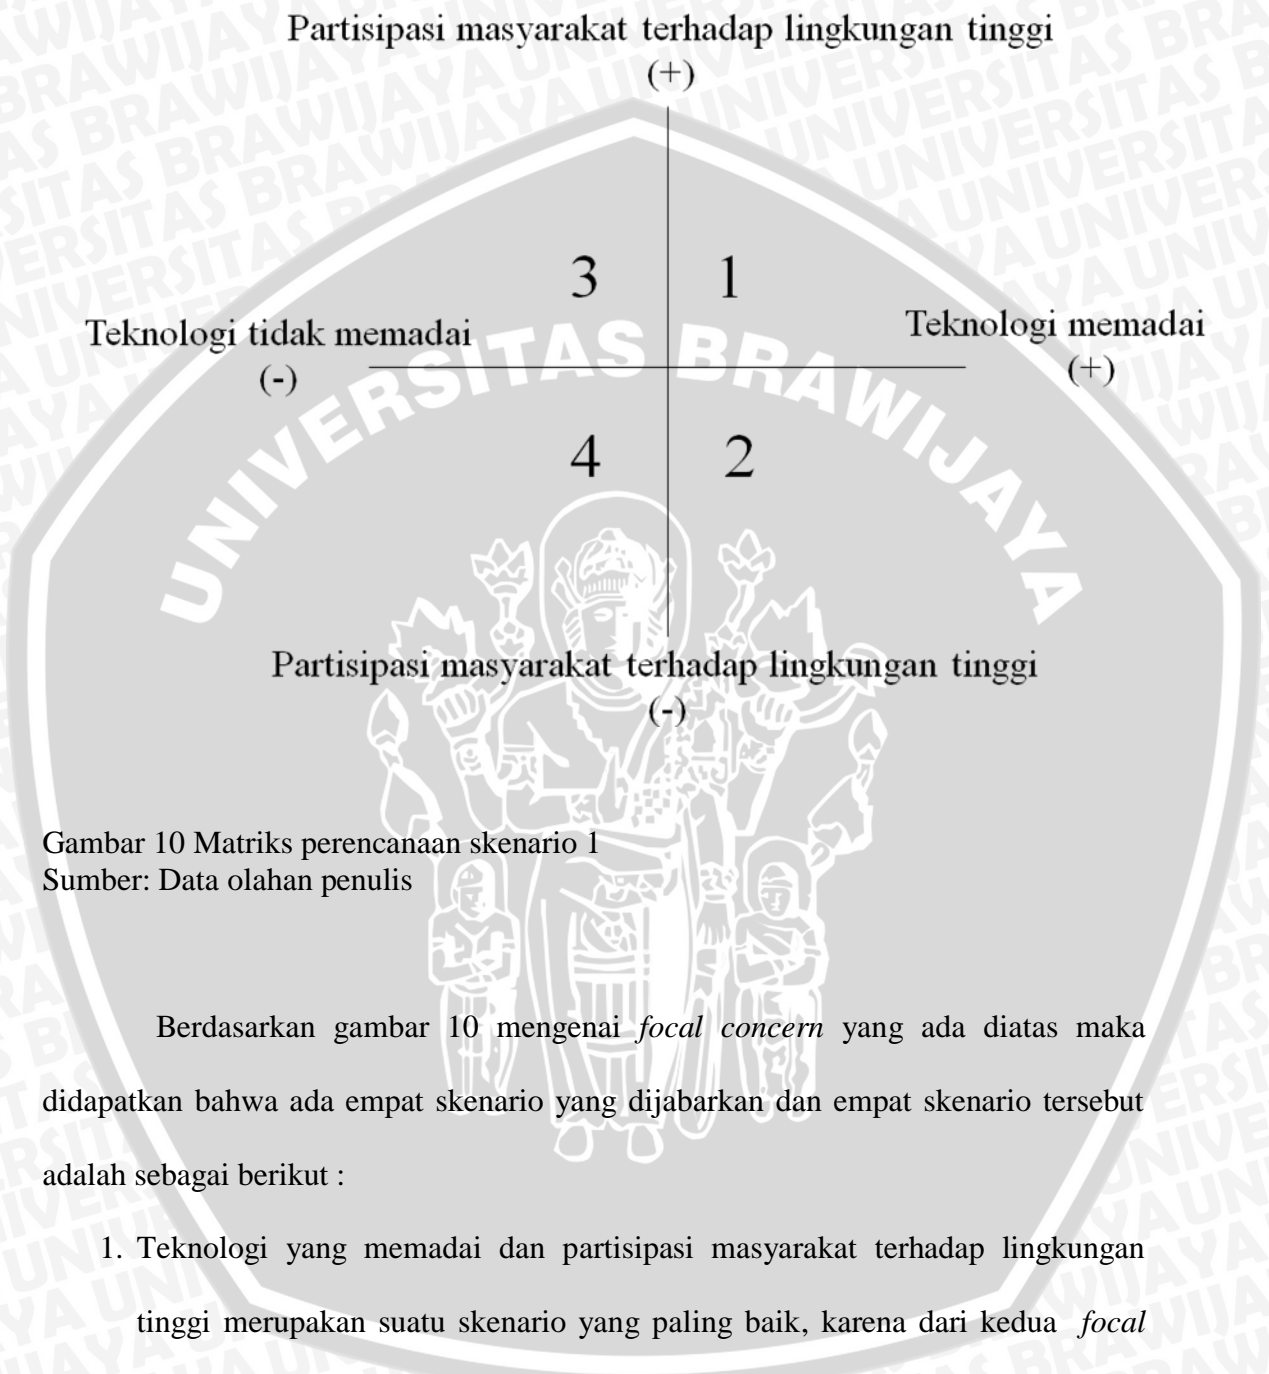 Partisipasi masyarakat terhadap lingkungan tinggi
(+)
3 1
Teknologi tidak memadai Teknologi memadai
(-) (+)
UNIVERSITAS BRAWIJAYA
4 2
Partisipasi masyarakat terhadap lingkungan tinggi
(-)
Gambar 10 Matriks perencanaan skenario 1
Sumber: Data olahan penulis
Berdasarkan gambar 10 mengenai focal concern yang ada diatas maka
didapatkan bahwa ada empat skenario yang dijabarkan dan empat skenario tersebut
adalah sebagai berikut :
1. Teknologi yang memadai dan partisipasi masyarakat terhadap lingkungan
tinggi merupakan suatu skenario yang paling baik, karena dari kedua focal